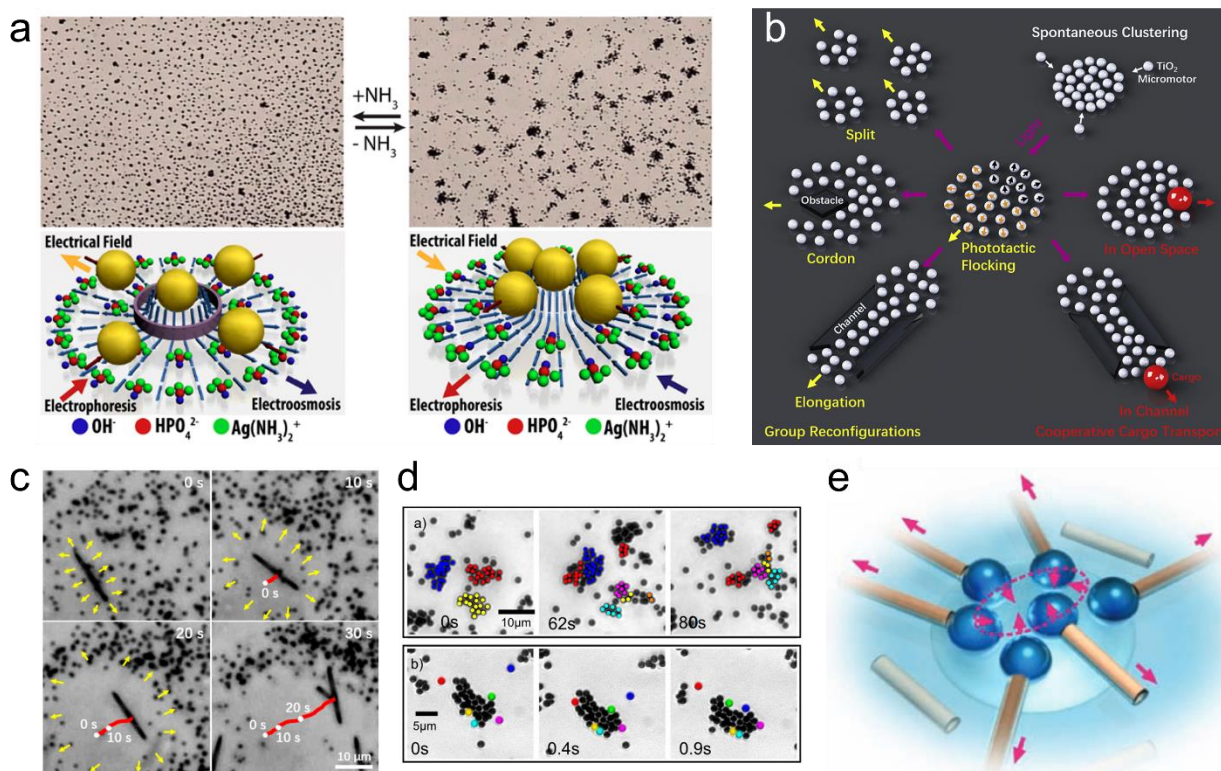 a
+NH₃
- NH₃
Electrical Field
Electrophoresis
Electroosmosis
OH⁻
HPO₄²⁻
Ag(NH₃)₂⁺
Electrical Field
Electrophoresis
Electroosmosis
OH⁻
HPO₄²⁻
Ag(NH₃)₂⁺
b
Spontaneous Clustering
TiO₂
Micromotor
Split
Obstacle
Cordon
Phototactic
Flocking
In Open Space
Channel
Elongation
Cargo
In Channel
Group Reconfigurations
Cooperative Cargo Transport
c
0 s
10 s
0 s
20 s
30 s
0 s
10 s
20 s
0 s
10 s
10 µm
d
a)
0s
10µm
62s
80s
b)
5µm
0s
0.4s
0.9s
e